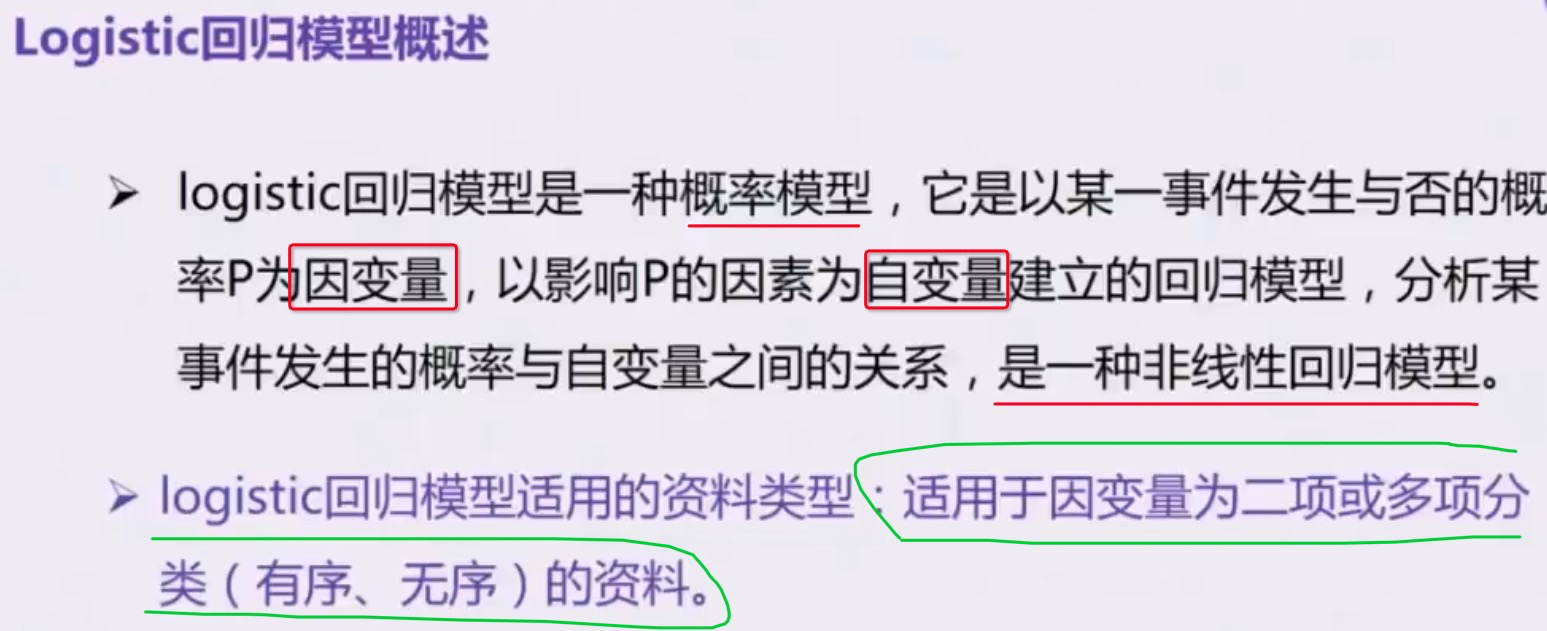 Logistic回归模型概述
logistic回归模型是一种概率模型，它是以某一事件发生与否的概
率P为因变量，以影响P的因素为自变量建立的回归模型，分析某
事件发生的概率与自变量之间的关系，是一种非线性回归模型。
logistic回归模型适用的资料类型：适用于因变量为二项或多项分
类（有序、无序）的资料。